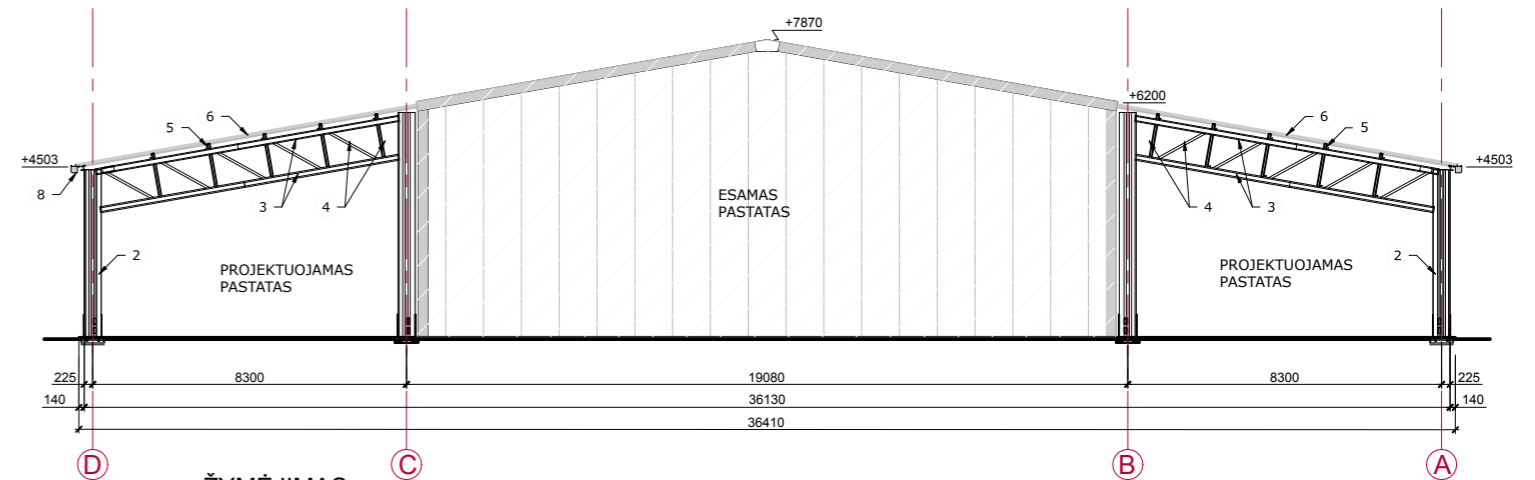 +7870
+6200
6
5
6
5
+4503
+4503
8
3
4
4
3
ESAMAS
PASTATAS
2
2
PROJEKTUOJAMAS
PASTATAS
PROJEKTUOJAMAS
PASTATAS
225
8300
19080
8300
225
140
36130
140
36410
D
C
B
A